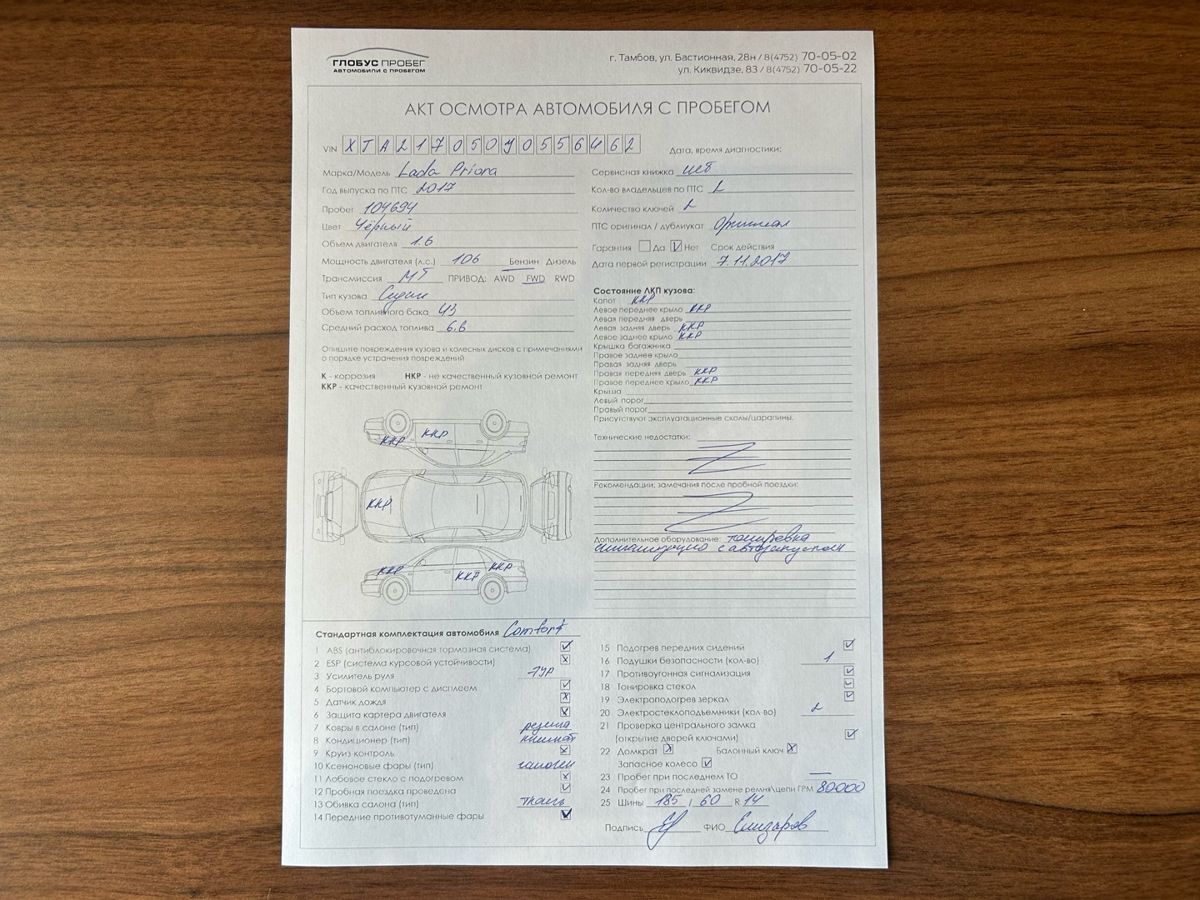 ГЛОБУС ПРОБЕГ
АВТОМОБИЛИ С ПРОБЕГОМ
г. Тамбов, ул. Бастионная, 28н / 8(4752) 70-05-02
ул. Киквидзе, 83 / 8(4752) 70-05-22
АКТ ОСМОТРА АВТОМОБИЛЯ С ПРОБЕГОМ
VIN XTA217050J0556462
Дата, время диагностики:
Марка/Модель Lada Priora
Год выпуска по ПТС 2017
Пробег 104694
Цвет Чёрный
Объем двигателя 1.6
Мощность двигателя (л.с.) 106 Бензин Дизель
Трансмиссия МТ ПРИВОД: AWD FWD RWD
Тип кузова Седан
Объем топливного бака 43
Средний расход топлива 6.6
Опишите повреждения кузова и колесных дисков с примечаниями
о порядке устранения повреждений
К - коррозия НКР - не качественный кузовной ремонт
ККР - качественный кузовной ремонт
ККР ККР
ККР
ККР ККР ККР
Сервисная книжка нет
Кол-во владельцев по ПТС 1
Количество ключей 2
ПТС оригинал / дубликат Оригинал
Гарантия Да Нет Срок действия
Дата первой регистрации 7.11.2017
Состояние ЛКП кузова:
Капот ККР
Левое переднее крыло ККР
Левая передняя дверь
Левая задняя дверь ККР
Левое заднее крыло ККР
Крышка багажника
Правое заднее крыло
Правая задняя дверь
Правая передняя дверь ККР
Правое переднее крыло ККР
Крыша
Левый порог
Правый порог
Присутствуют эксплуатационные сколы/царапины.
Технические недостатки:
Рекомендации, замечания после пробной поездки:
Дополнительное оборудование: тонировка
сигнализация с автозапуском
Стандартная комплектация автомобиля Comfort
1 ABS (антиблокировочная тормозная система)
2 ESP (система курсовой устойчивости)
3 Усилитель руля ГУР
4 Бортовой компьютер с дисплеем
5 Датчик дождя
6 Защита картера двигателя
7 Ковры в салоне (тип) резина
8 Кондиционер (тип) климат
9 Круиз контроль
10 Ксеноновые фары (тип) галоген
11 Лобовое стекло с подогревом
12 Пробная поездка проведена
13 Обивка салона (тип) ткань
14 Передние противотуманные фары
15 Подогрев передних сидений
16 Подушки безопасности (кол-во) 1
17 Противоугонная сигнализация
18 Тонировка стекол
19 Электроподогрев зеркал
20 Электростеклоподъемники (кол-во) 2
21 Проверка центрального замка
(открытие дверей ключами)
22 Домкрат Балонный ключ
Запасное колесо
23 Пробег при последнем ТО
24 Пробег при последней замене ремня\цепи ГРМ 80000
25 Шины 185 / 60 R 14
Подпись ФИО Елизаров